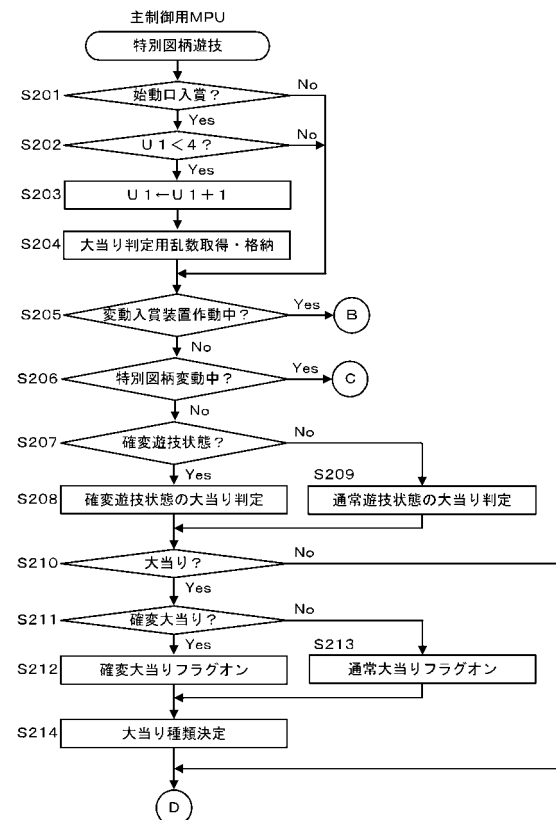 主制御用MPU
特別図柄遊技
S201
始動口入賞？
No
Yes
S202
U1<4？
No
Yes
S203
U1←U1+1
S204
大当り判定用乱数取得・格納
S205
変動入賞装置作動中？
Yes
B
No
S206
特別図柄変動中？
Yes
C
No
S207
確変遊技状態？
No
Yes
S208
確変遊技状態の大当り判定
S209
通常遊技状態の大当り判定
S210
大当り？
No
Yes
S211
確変大当り？
No
Yes
S212
確変大当りフラグオン
S213
通常大当りフラグオン
S214
大当り種類決定
D